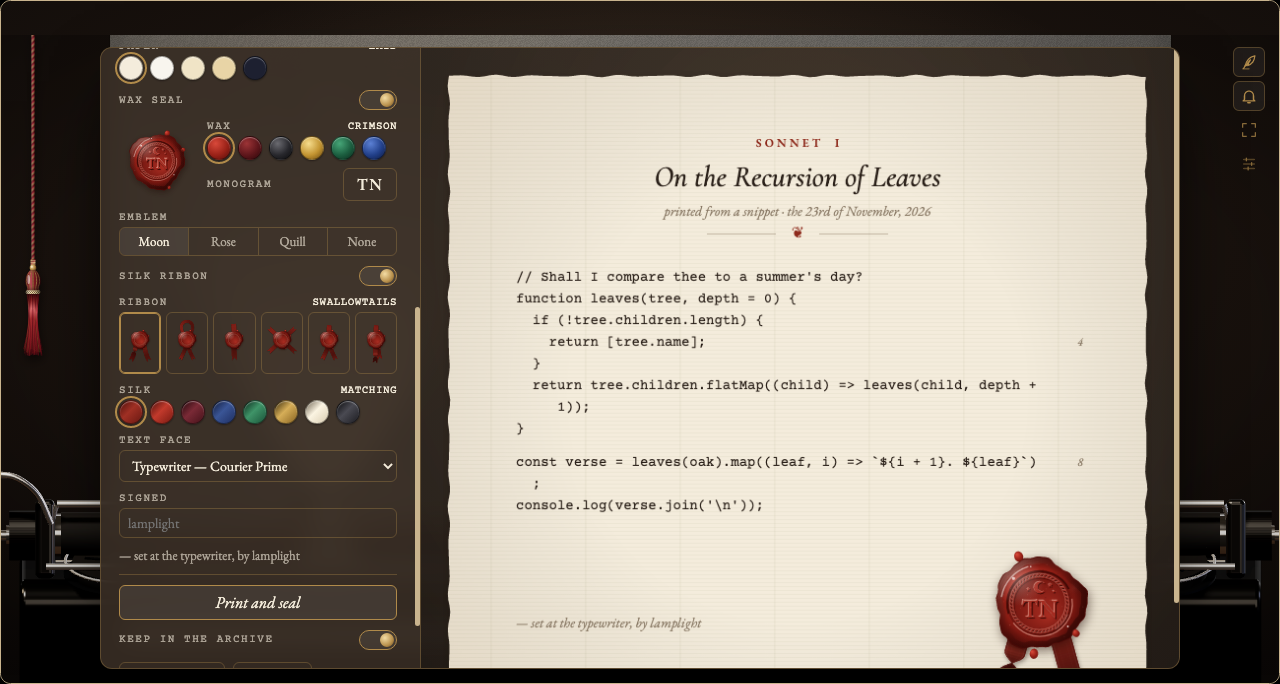 WAX SEAL
WAX CRIMSON
TN
MONOGRAM TN
EMBLEM
Moon Rose Quill None
SILK RIBBON
RIBBON SWALLOWTAILS
SILK MATCHING
TEXT FACE
Typewriter — Courier Prime
SIGNED
lamplight
— set at the typewriter, by lamplight
Print and seal
KEEP IN THE ARCHIVE
SONNET I
On the Recursion of Leaves
printed from a snippet · the 23rd of November, 2026
// Shall I compare thee to a summer's day?
function leaves(tree, depth = 0) {
if (!tree.children.length) {
return [tree.name]; 4
}
return tree.children.flatMap((child) => leaves(child, depth +
1));
}
const verse = leaves(oak).map((leaf, i) => `${i + 1}. ${leaf}`) 8
;
console.log(verse.join('\n'));
— set at the typewriter, by lamplight
TN